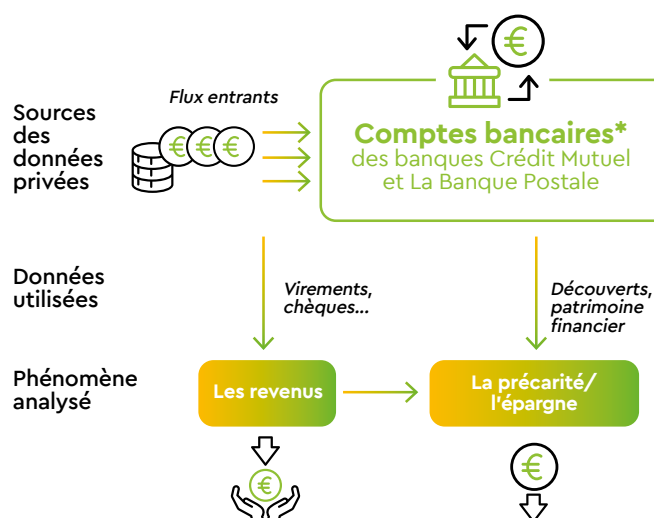 Sources
des
données
privées
Flux entrants
€ € €
€
Comptes bancaires*
des banques Crédit Mutuel
et La Banque Postale
Données
utilisées
Virements,
chèques...
Découverts,
patrimoine
financier
Phénomène
analysé
Les revenus
La précarité/
l'épargne
€
€